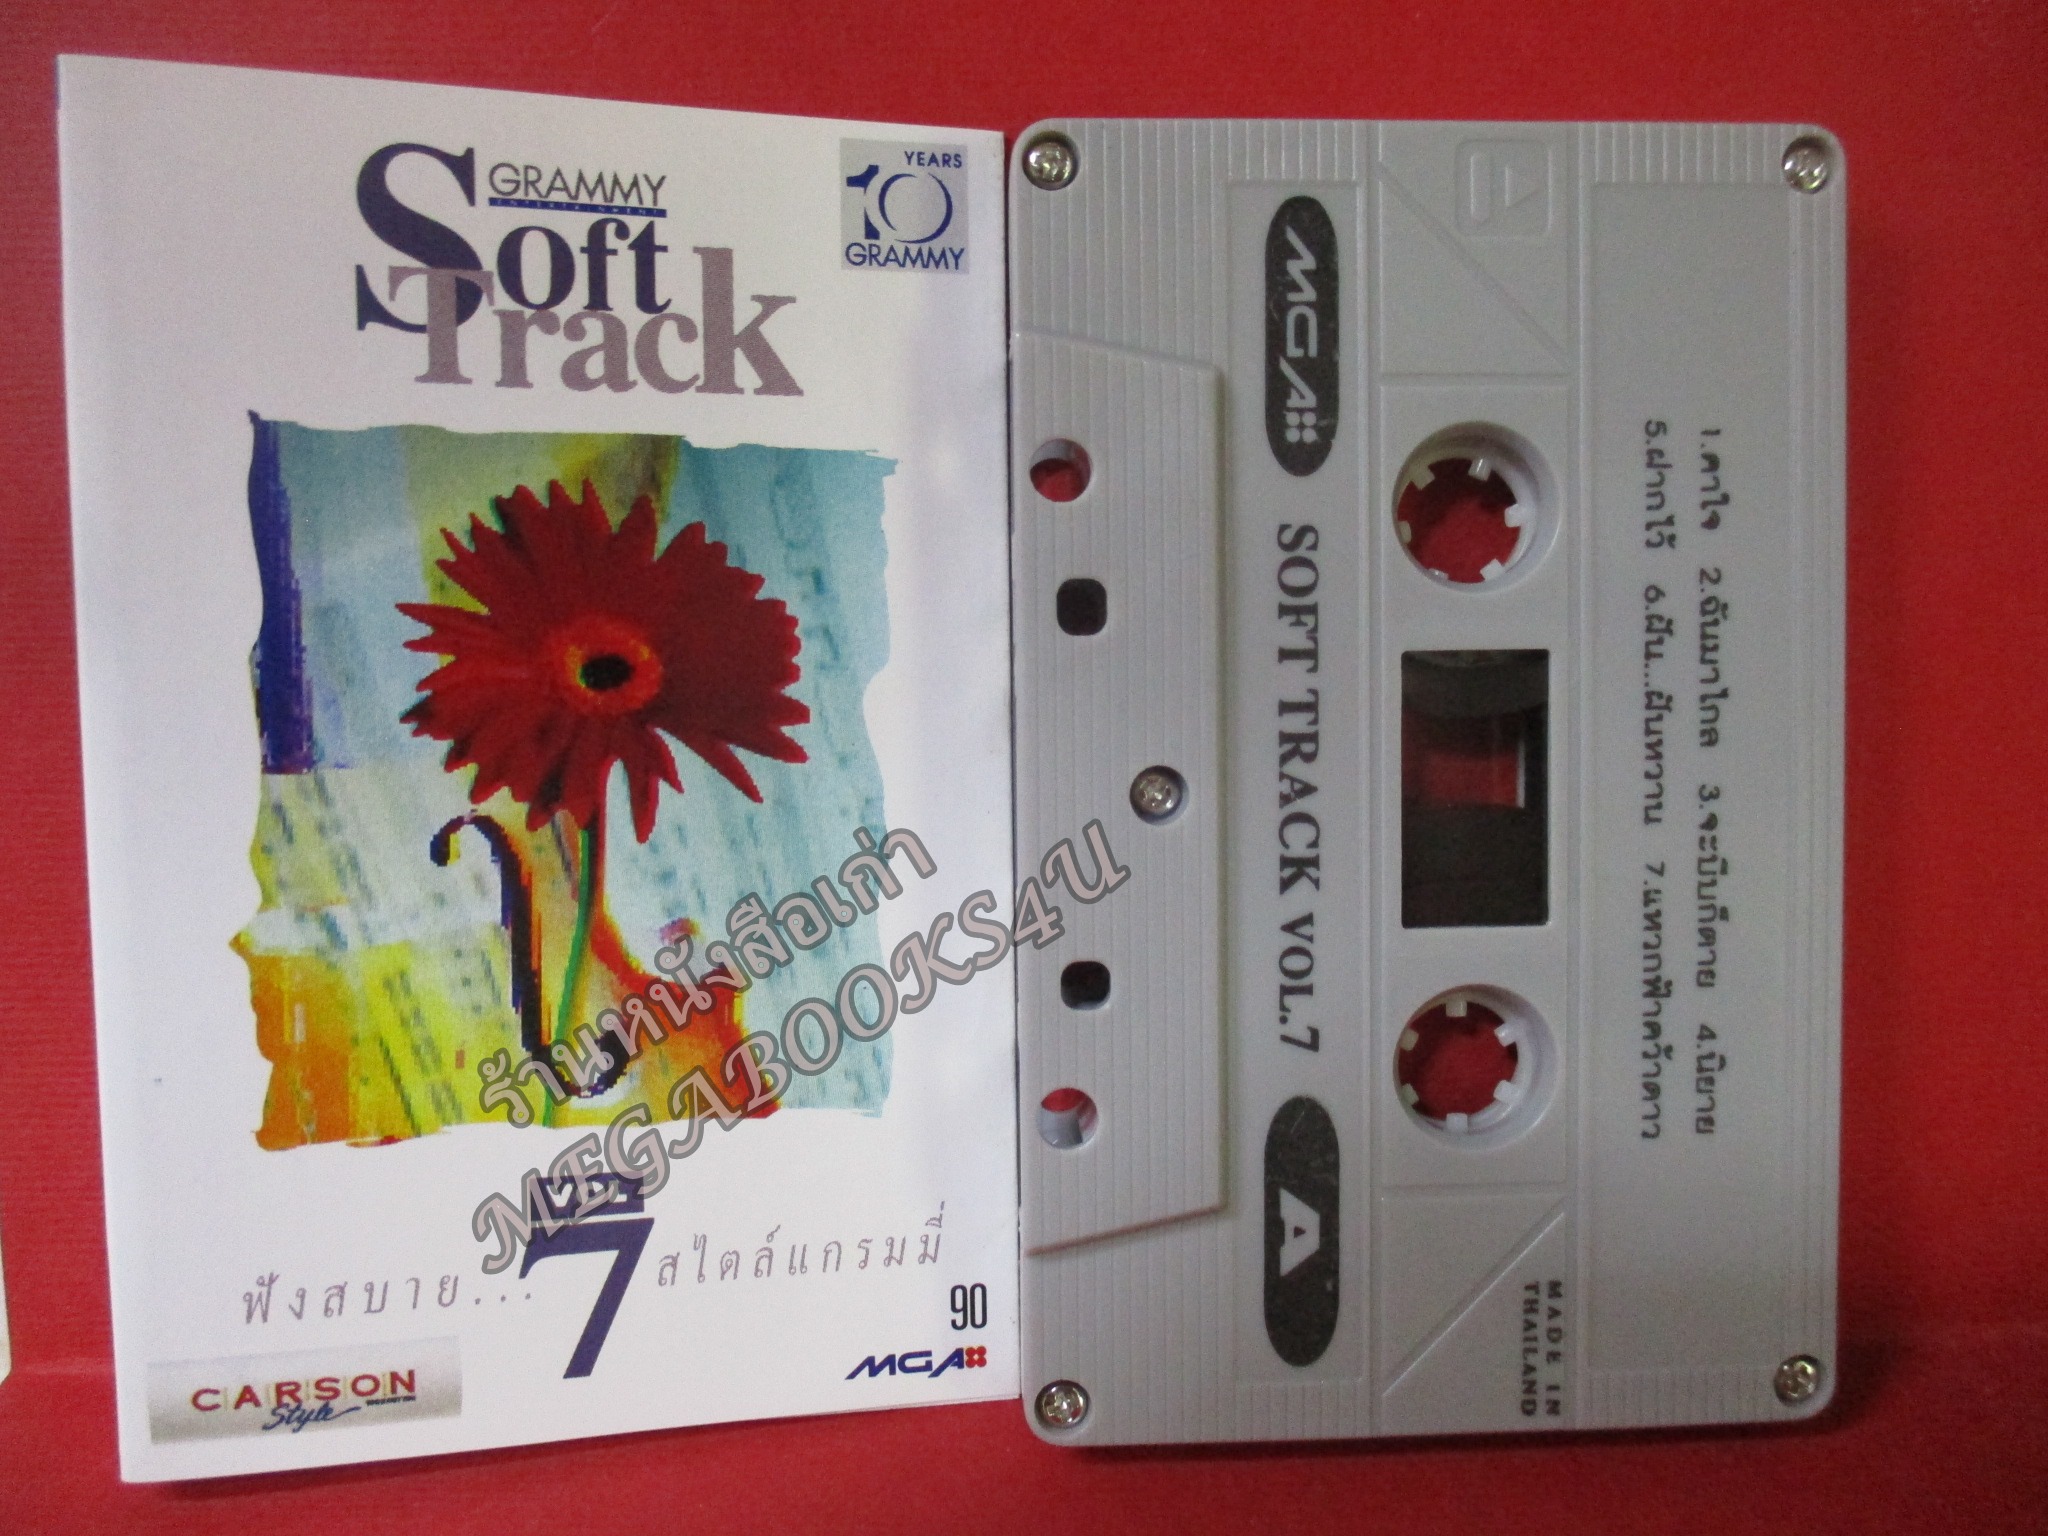 GRAMMY
ENTERTAINMENT
Soft
Track
YEARS
10
GRAMMY
VOL.
7
ฟังสบาย... สไตล์แกรมมี่
90
MGA
CARSON
Style
ร้านหนังสือเก่า
MEGABOOKS4U
1.คาใจ 2.ฉันมาไกล 3.จะบีบก็ตาย 4.นิยาย
5.ฝากไว้ 6.ฝัน...ฝันหวาน 7.แหวกฟ้าคว้าดาว
MGA SOFT TRACK VOL.7 A
MADE IN
THAILAND